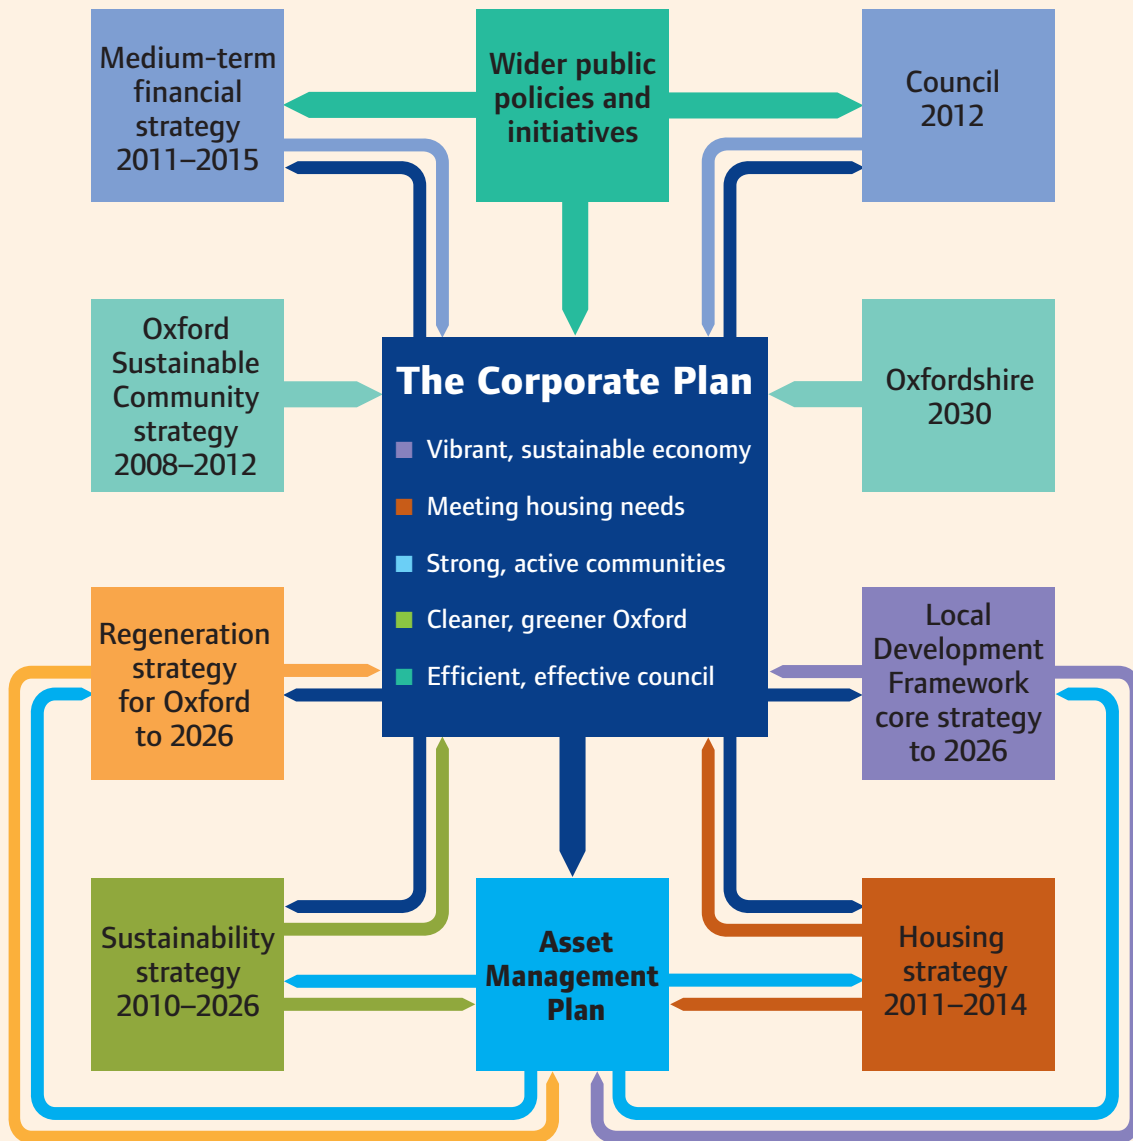 Medium-term
financial
strategy
2011–2015
Wider public
policies and
initiatives
Council
2012
Oxford
Sustainable
Community
strategy
2008–2012
The Corporate Plan
Vibrant, sustainable economy
Meeting housing needs
Strong, active communities
Cleaner, greener Oxford
Efficient, effective council
Oxfordshire
2030
Regeneration
strategy
for Oxford
to 2026
Local
Development
Framework
core strategy
to 2026
Sustainability
strategy
2010–2026
Asset
Management
Plan
Housing
strategy
2011–2014